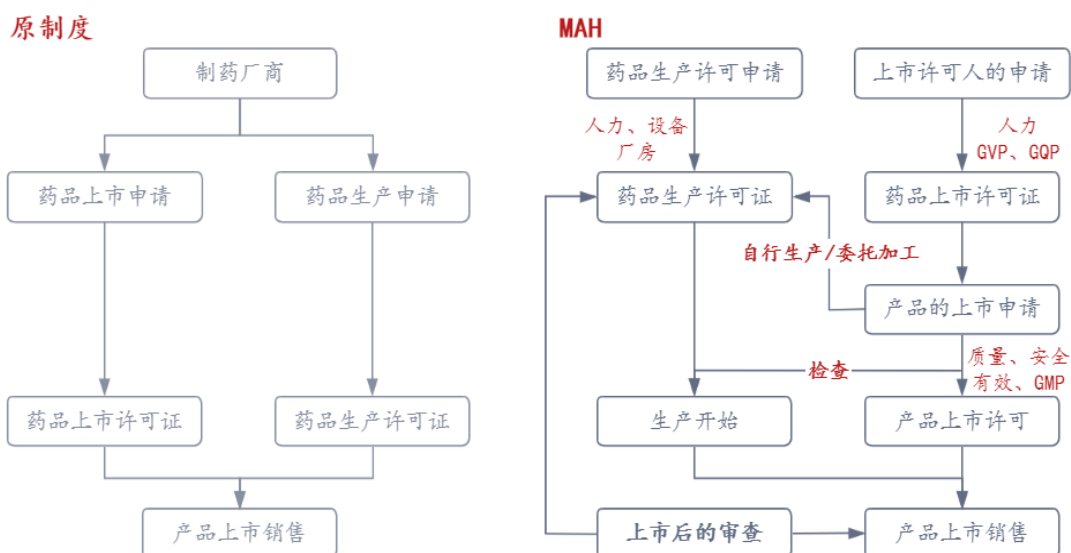 原制度
制药厂商
药品上市申请
药品生产申请
药品上市许可证
药品生产许可证
产品上市销售
MAH
药品生产许可申请
上市许可人的申请
人力、设备
厂房
人力
GVP、GQP
药品生产许可证
药品上市许可证
自行生产/委托加工
产品的上市申请
检查
质量、安全
有效、GMP
生产开始
产品上市许可
上市后的审查
产品上市销售